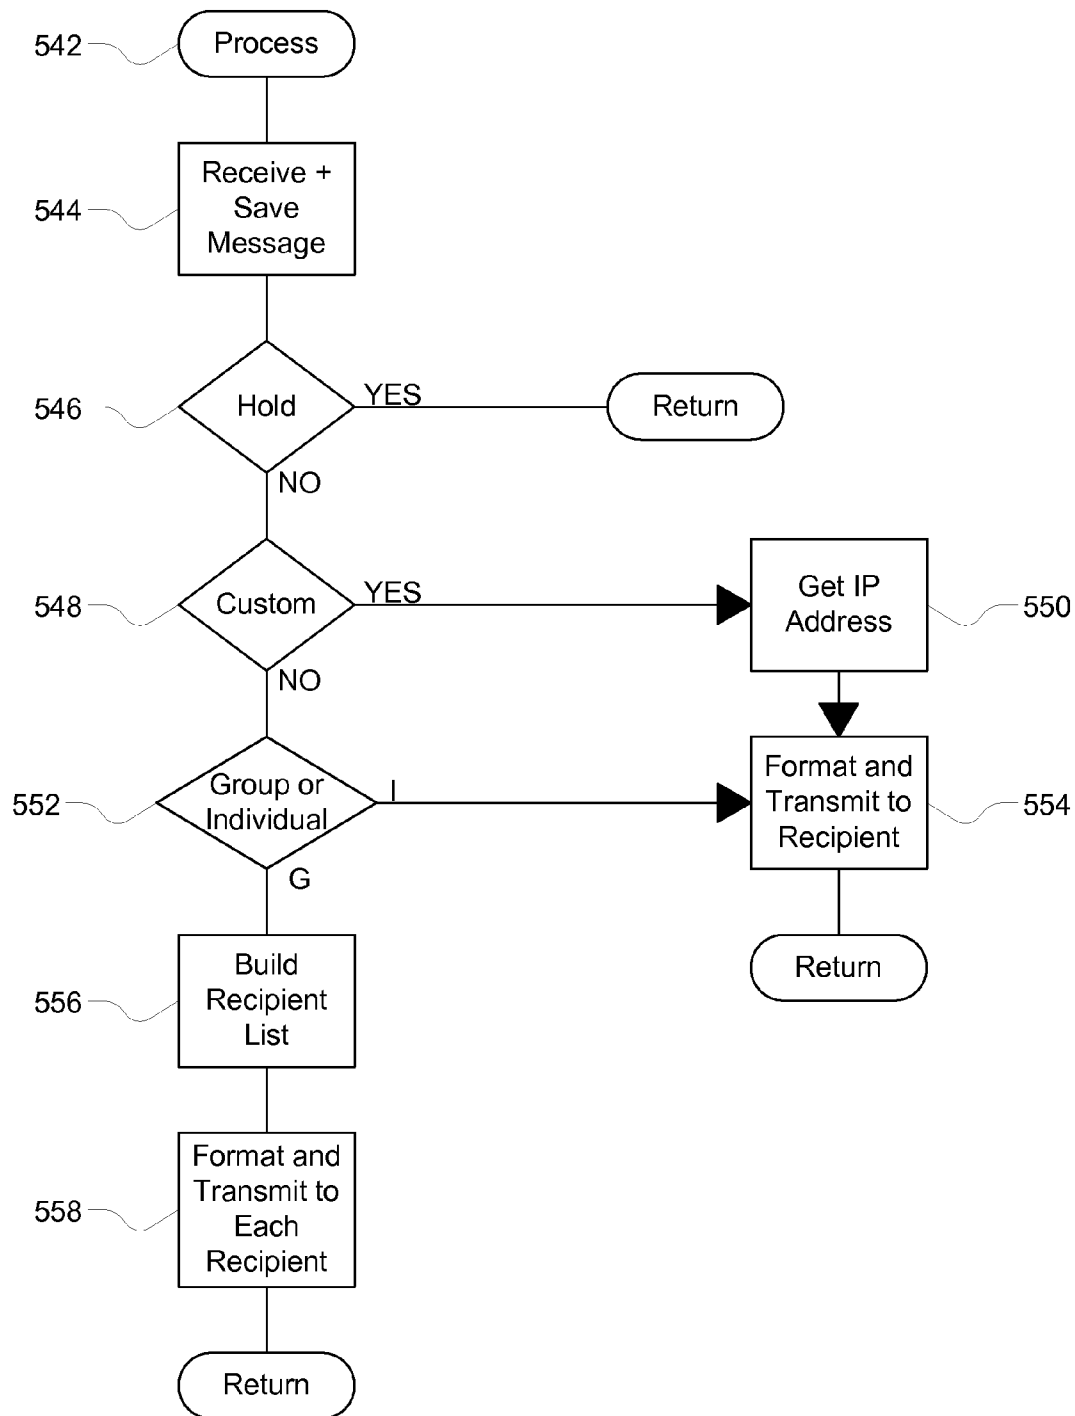 542
Process
544
Receive +
Save
Message
546
Hold
YES
Return
NO
548
Custom
YES
Get IP
Address
550
NO
552
Group or
Individual
I
Format and
Transmit to
Recipient
554
G
556
Build
Recipient
List
Return
558
Format and
Transmit to
Each
Recipient
Return